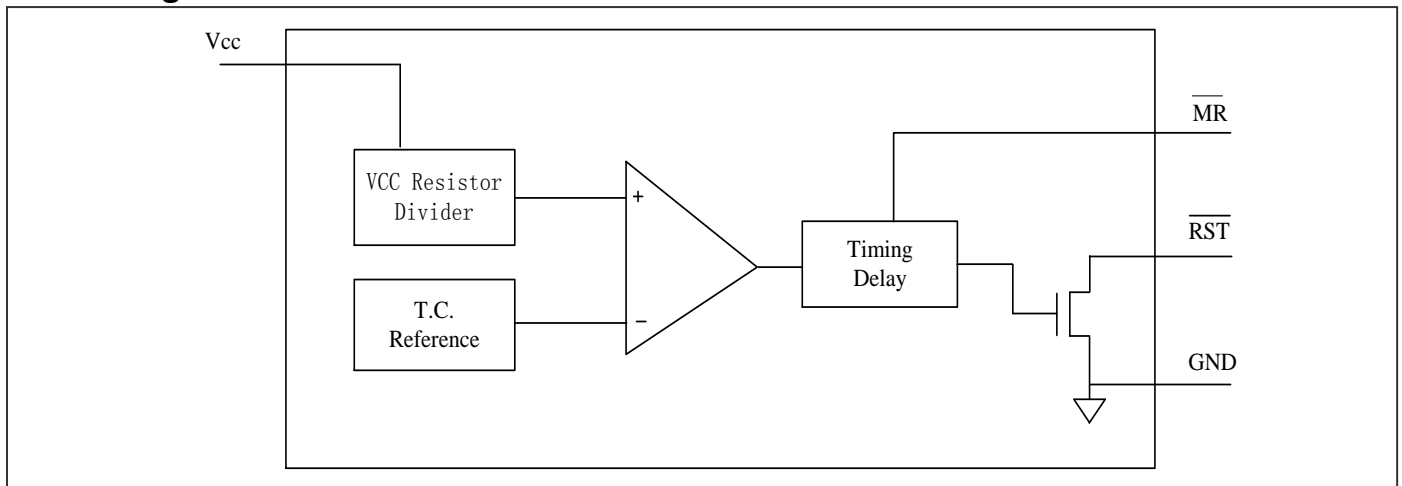 Vcc
VCC Resistor
Divider
T.C.
Reference
+
−
Timing
Delay
MR
RST
GND